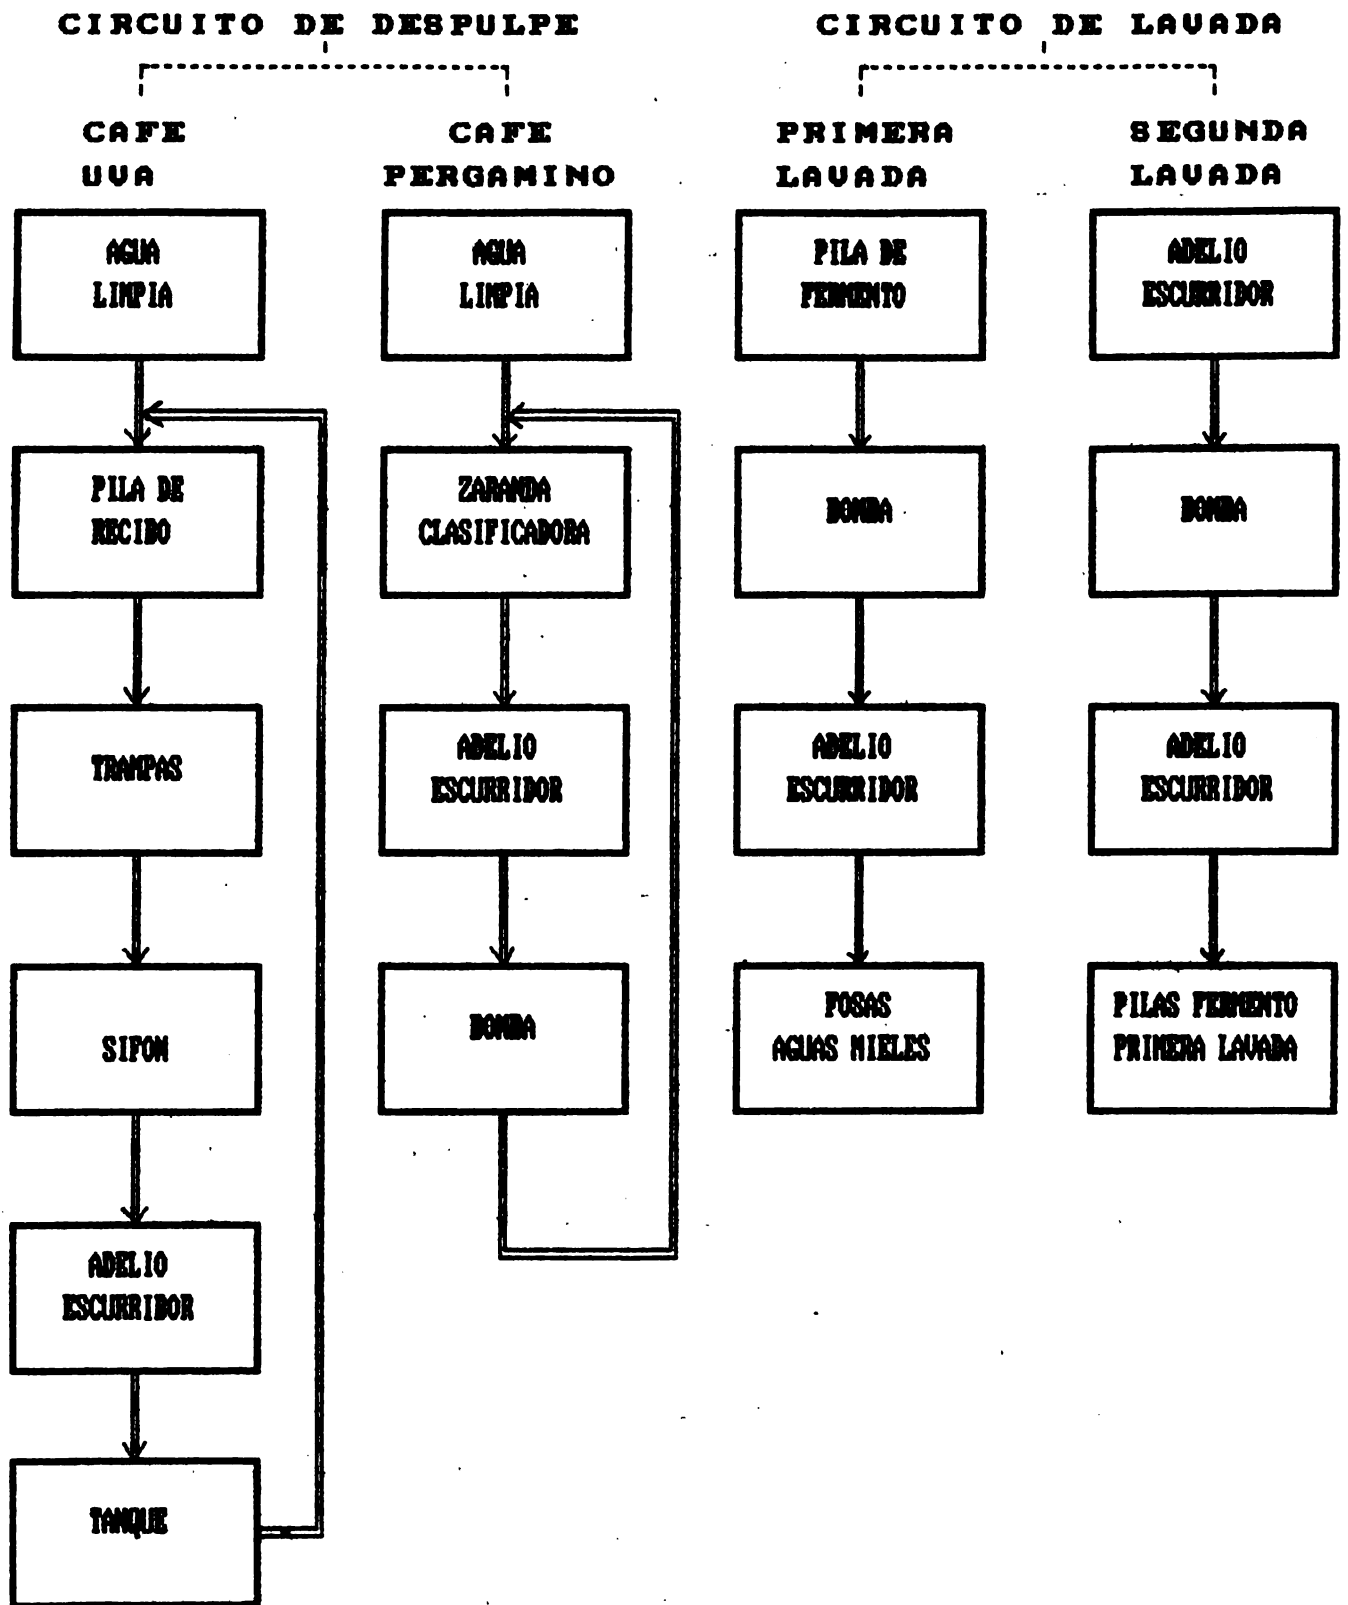 CIRCUITO DE DESPULPE
CIRCUITO DE LAVADA
CAFE
UVA
CAFE
PERGAMINO
PRIMERA
LAVADA
SEGUNDA
LAVADA
AGUA
LIMPIA
PILA DE
RECIBO
TRAMPAS
SIFON
ADELIO
ESCURRIDOR
TANQUE
AGUA
LIMPIA
ZARANDA
CLASIFICADORA
ADELIO
ESCURRIDOR
BOMBA
PILA DE
FERMENTO
BOMBA
ADELIO
ESCURRIDOR
FOSAS
AGUAS MIELES
ADELIO
ESCURRIDOR
BOMBA
ADELIO
ESCURRIDOR
PILAS FERMENTO
PRIMERA LAVADA